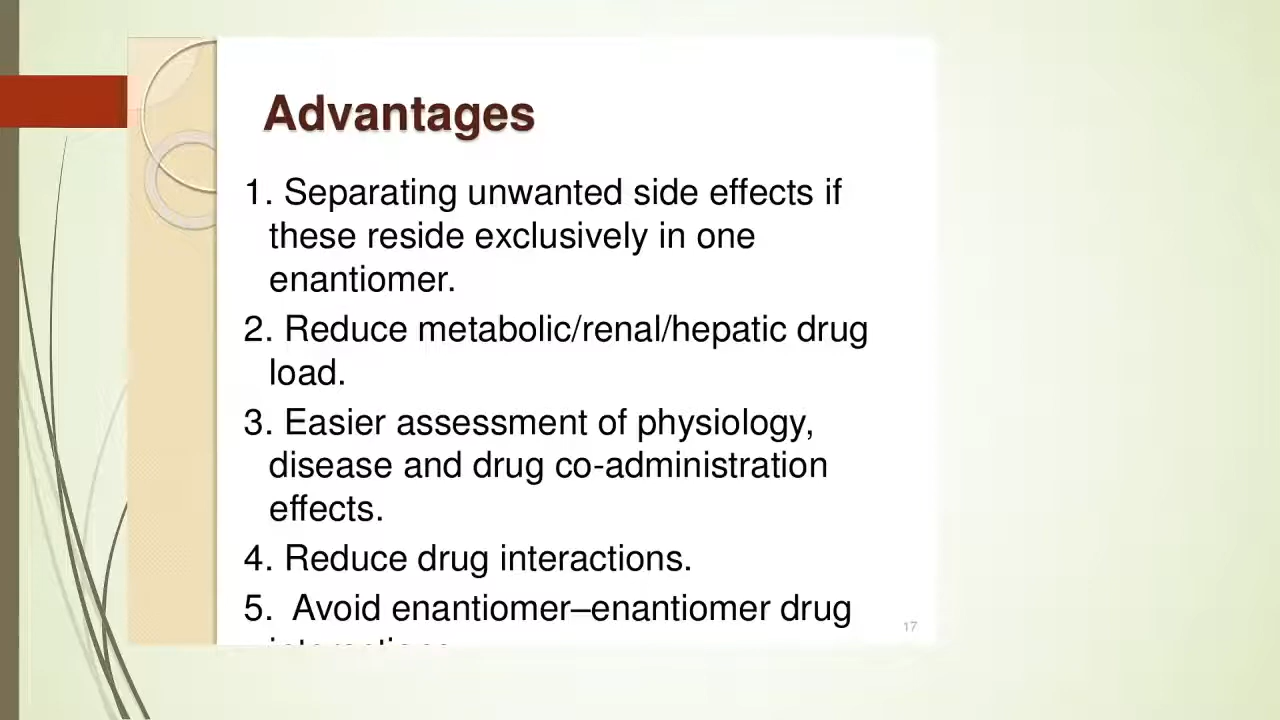 Advantages
1. Separating unwanted side effects if
these reside exclusively in one
enantiomer.
2. Reduce metabolic/renal/hepatic drug
load.
3. Easier assessment of physiology,
disease and drug co-administration
effects.
4. Reduce drug interactions.
5. Avoid enantiomer–enantiomer drug
17